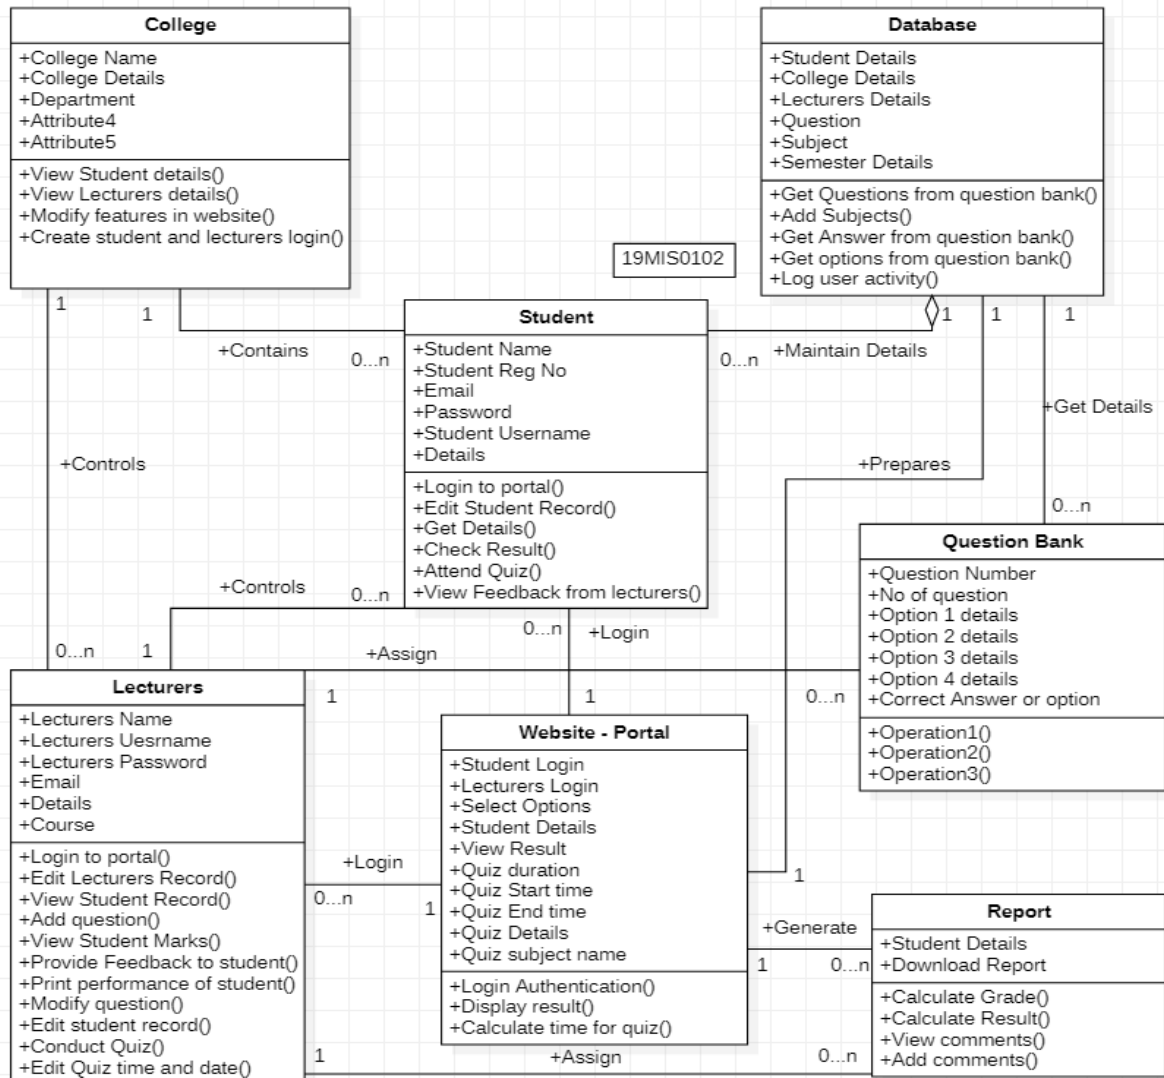 College
+College Name
+College Details
+Department
+Attribute4
+Attribute5
+View Student details()
+View Lecturers details()
+Modify features in website()
+Create student and lecturers login()
Database
+Student Details
+College Details
+Lecturers Details
+Question
+Subject
+Semester Details
+Get Questions from question bank()
+Add Subjects()
+Get Answer from question bank()
+Get options from question bank()
+Log user activity()
19MIS0102
1
1
+Contains
0...n
Student
+Student Name
+Student Reg No
+Email
+Password
+Student Username
+Details
+Login to portal()
+Edit Student Record()
+Get Details()
+Check Result()
+Attend Quiz()
+View Feedback from lecturers()
1
1
1
0...n
+Maintain Details
+Get Details
+Controls
+Prepares
0...n
+Controls
0...n
0...n
+Login
0...n
1
+Assign
1
1
0...n
Question Bank
+Question Number
+No of question
+Option 1 details
+Option 2 details
+Option 3 details
+Option 4 details
+Correct Answer or option
+Operation1()
+Operation2()
+Operation3()
Lecturers
+Lecturers Name
+Lecturers Uesrname
+Lecturers Password
+Email
+Details
+Course
+Login to portal()
+Edit Lecturers Record()
+View Student Record()
+Add question()
+View Student Marks()
+Provide Feedback to student()
+Print performance of student()
+Modify question()
+Edit student record()
+Conduct Quiz()
+Edit Quiz time and date()
+Login
0...n
1
Website - Portal
+Student Login
+Lecturers Login
+Select Options
+Student Details
+View Result
+Quiz duration
+Quiz Start time
+Quiz End time
+Quiz Details
+Quiz subject name
+Login Authentication()
+Display result()
+Calculate time for quiz()
1
+Generate
1
0...n
Report
+Student Details
+Download Report
+Calculate Grade()
+Calculate Result()
+View comments()
+Add comments()
1
+Assign
0...n